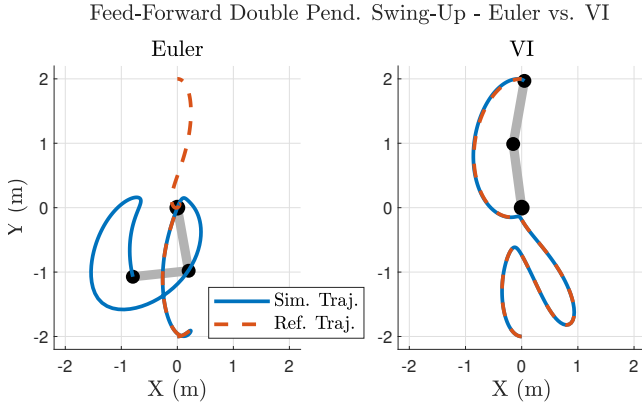 Feed-Forward Double Pend. Swing-Up - Euler vs. VI
Euler
VI
2
1
0
-1
-2
-2
-1
0
1
2
X (m)
Y (m)
Sim. Traj.
Ref. Traj.
2
1
0
-1
-2
-2
-1
0
1
2
X (m)